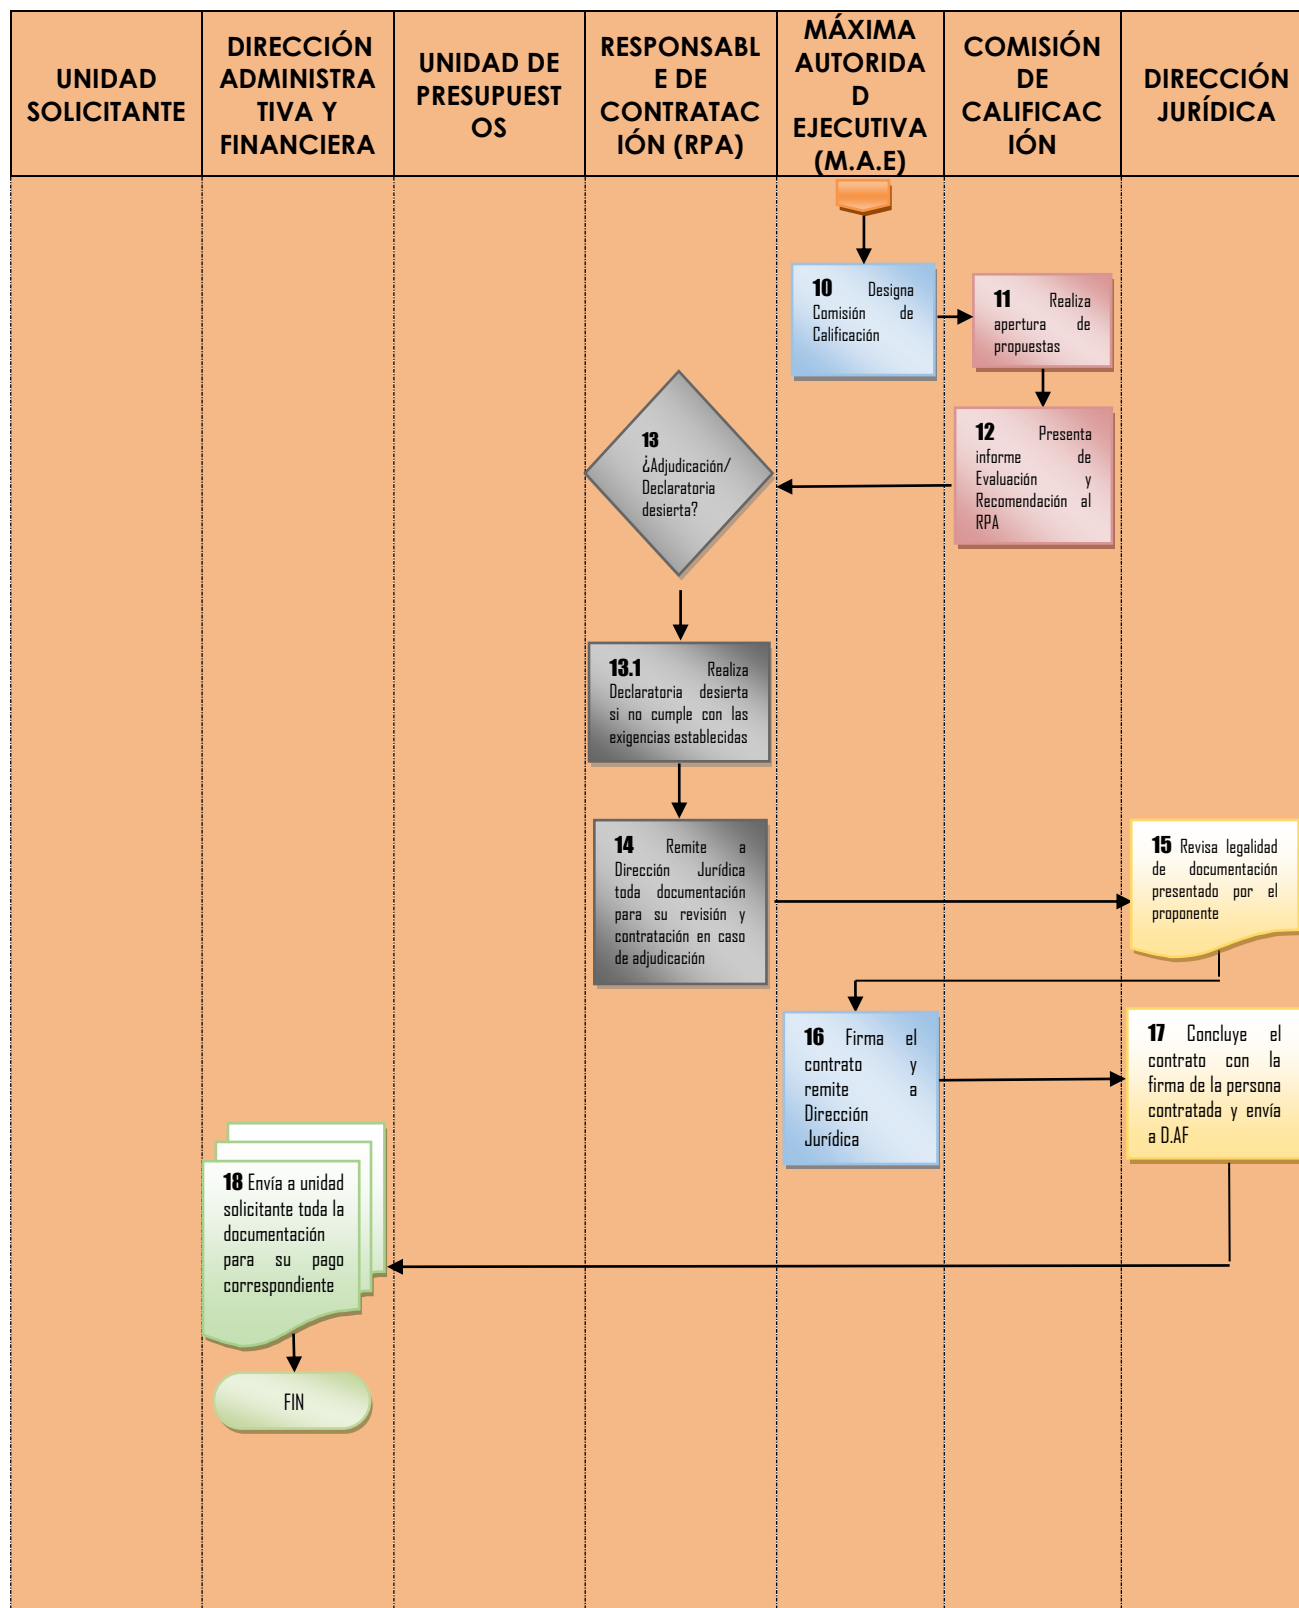 UNIDAD
SOLICITANTE
DIRECCIÓN
ADMINISTRA
TIVA Y
FINANCIERA
UNIDAD DE
PRESUPUEST
OS
RESPONSABL
E DE
CONTRATAC
IÓN (RPA)
MÁXIMA
AUTORIDA
D
EJECUTIVA
(M.A.E)
COMISIÓN
DE
CALIFICAC
IÓN
DIRECCIÓN
JURÍDICA
10 Designa
Comisión de
Calificación
11 Realiza
apertura de
propuestas
12 Presenta
informe de
Evaluación y
Recomendación al
RPA
13
¿Adjudicación/
Declaratoria
desierta?
13.1 Realiza
Declaratoria desierta
si no cumple con las
exigencias establecidas
14 Remite a
Dirección Jurídica
toda documentación
para su revisión y
contratación en caso
de adjudicación
15 Revisa legalidad
de documentación
presentado por el
proponente
16 Firma el
contrato y
remite a
Dirección
Jurídica
17 Concluye el
contrato con la
firma de la persona
contratada y envía
a D.AF
18 Envía a unidad
solicitante toda la
documentación
para su pago
correspondiente
FIN